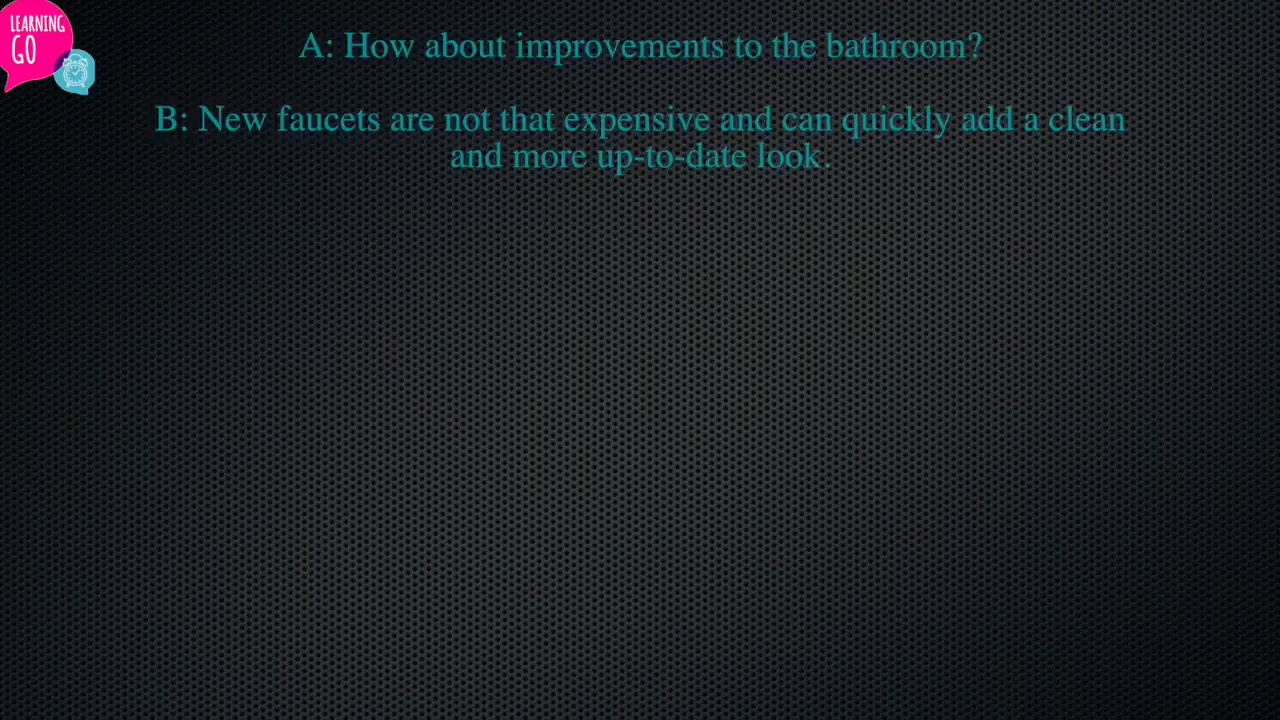 LEARNING
GO
A: How about improvements to the bathroom?
B: New faucets are not that expensive and can quickly add a clean
and more up-to-date look.